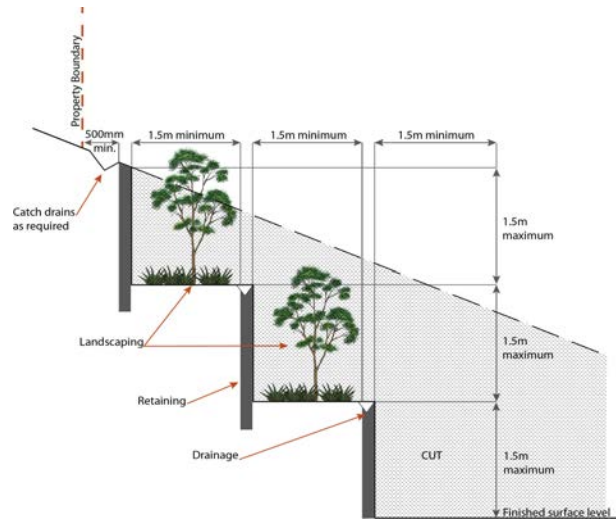 Property Boundary
500mm
min.
1.5m minimum
1.5m minimum
1.5m minimum
Catch drains
as required
1.5m
maximum
Landscaping
1.5m
maximum
Retaining
Drainage
CUT
1.5m
maximum
Finished surface level